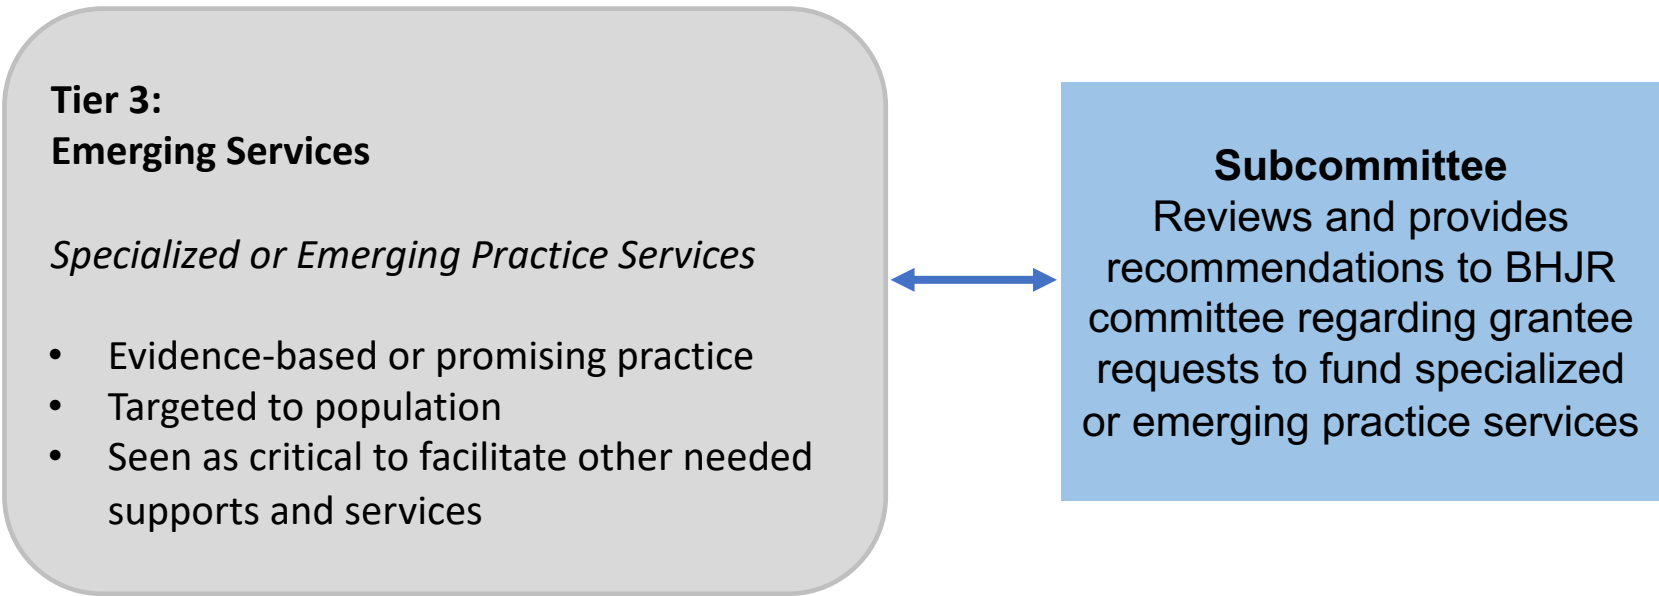 Tier 3:
Emerging Services
Specialized or Emerging Practice Services
• Evidence-based or promising practice
• Targeted to population
• Seen as critical to facilitate other needed
supports and services
Subcommittee
Reviews and provides
recommendations to BHJR
committee regarding grantee
requests to fund specialized
or emerging practice services